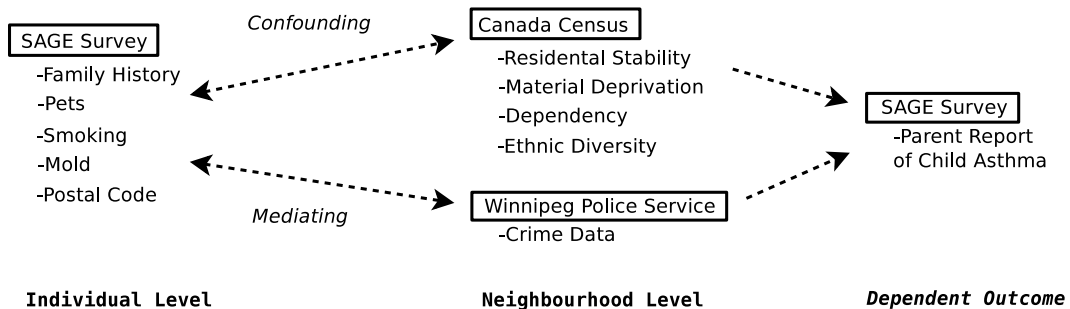 Confounding
SAGE Survey
-Family History
-Pets
-Smoking
-Mold
-Postal Code
Mediating
Canada Census
-Residental Stability
-Material Deprivation
-Dependency
-Ethnic Diversity
Winnipeg Police Service
-Crime Data
SAGE Survey
-Parent Report
of Child Asthma
Individual Level
Neighbourhood Level
Dependent Outcome